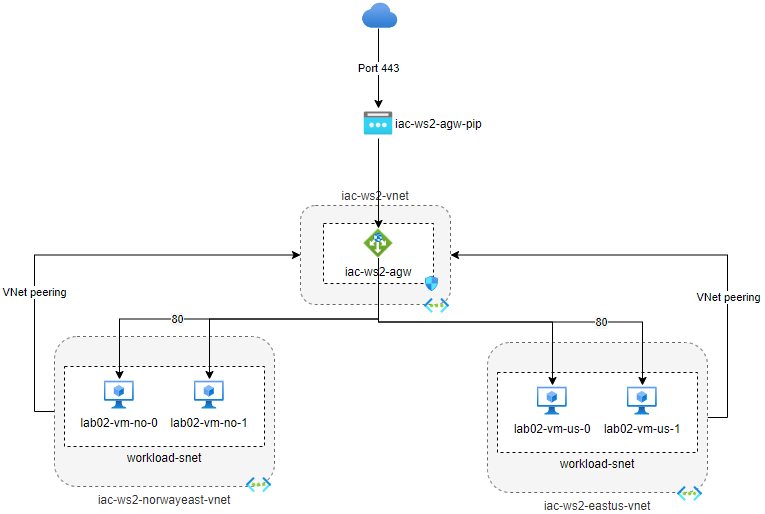 Port 443
iac-ws2-agw-pip
iac-ws2-vnet
iac-ws2-agw
VNet peering
VNet peering
80
80
lab02-vm-no-0
lab02-vm-no-1
workload-snet
iac-ws2-norwayeast-vnet
lab02-vm-us-0
lab02-vm-us-1
workload-snet
iac-ws2-eastus-vnet